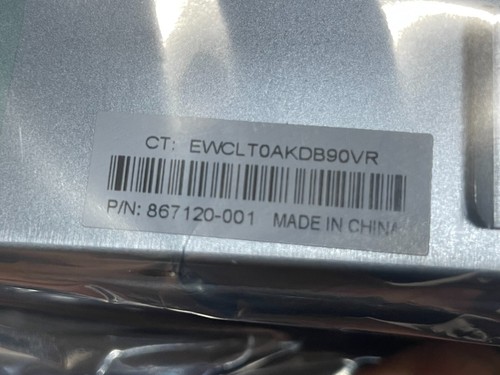 CT: EWCLT0AKDB90VR
P/N: 867120-001 MADE IN CHINA